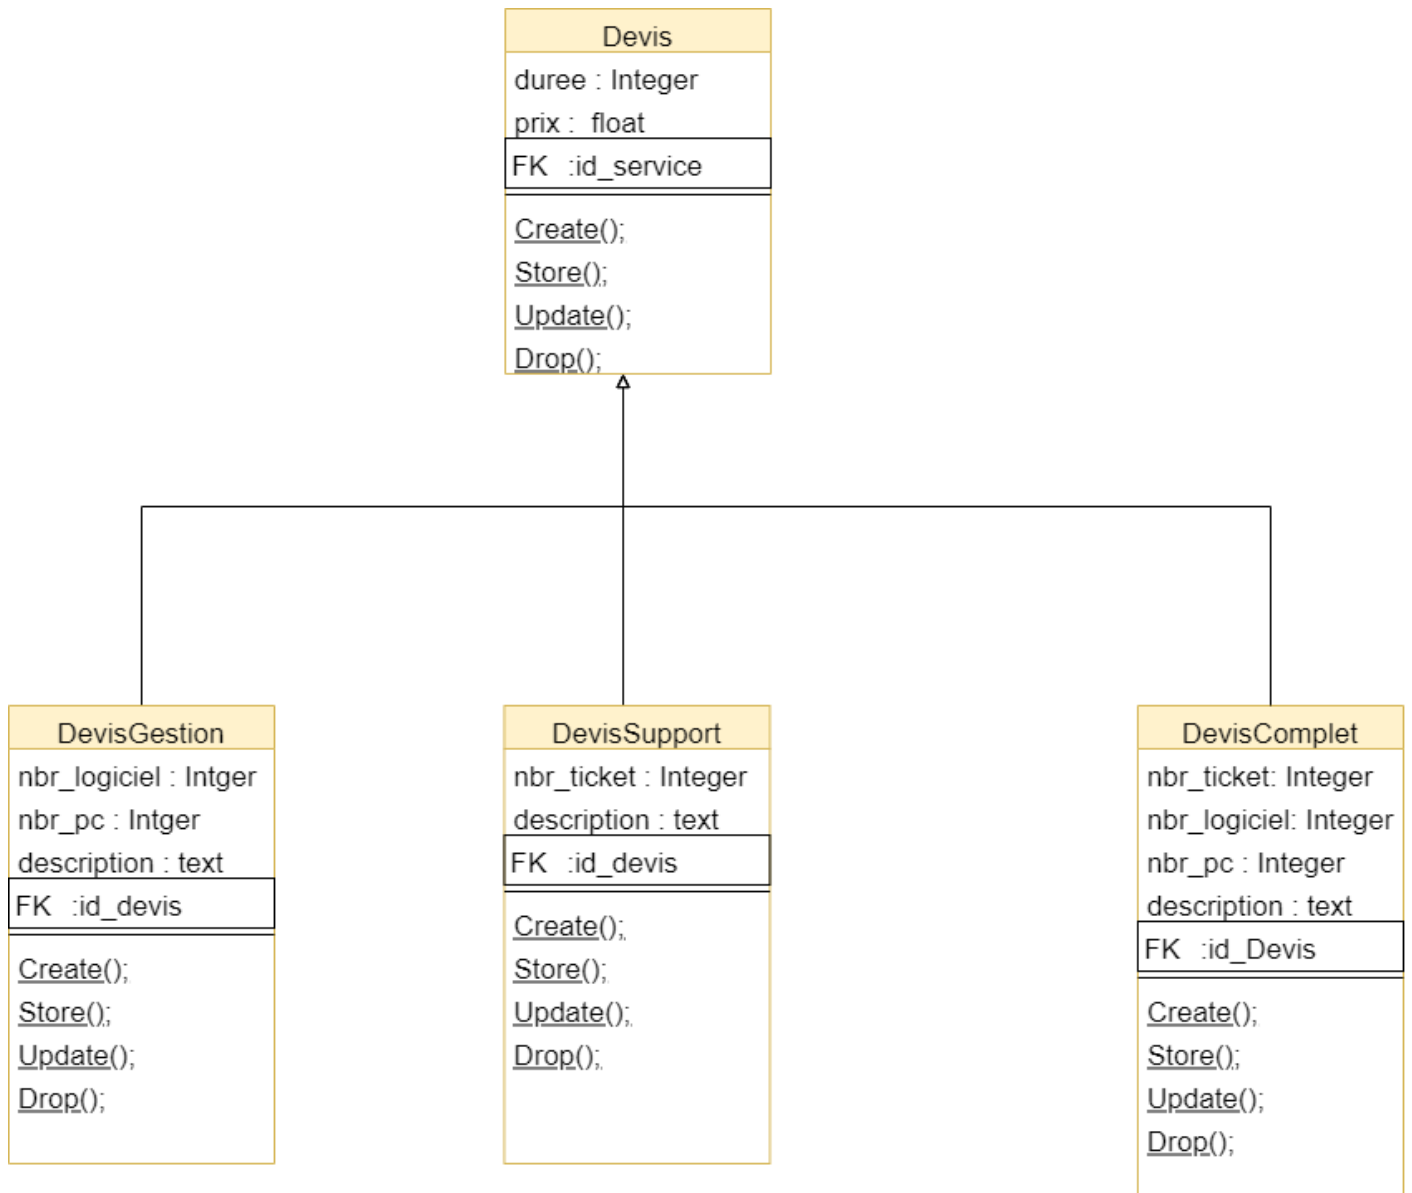 Devis
duree : Integer
prix : float
FK :id_service
Create();
Store();
Update();
Drop();
DevisGestion
nbr_logiciel : Intger
nbr_pc : Intger
description : text
FK :id_devis
Create();
Store();
Update();
Drop();
DevisSupport
nbr_ticket : Integer
description : text
FK :id_devis
Create();
Store();
Update();
Drop();
DevisComplet
nbr_ticket: Integer
nbr_logiciel: Integer
nbr_pc : Integer
description : text
FK :id_Devis
Create();
Store();
Update();
Drop();